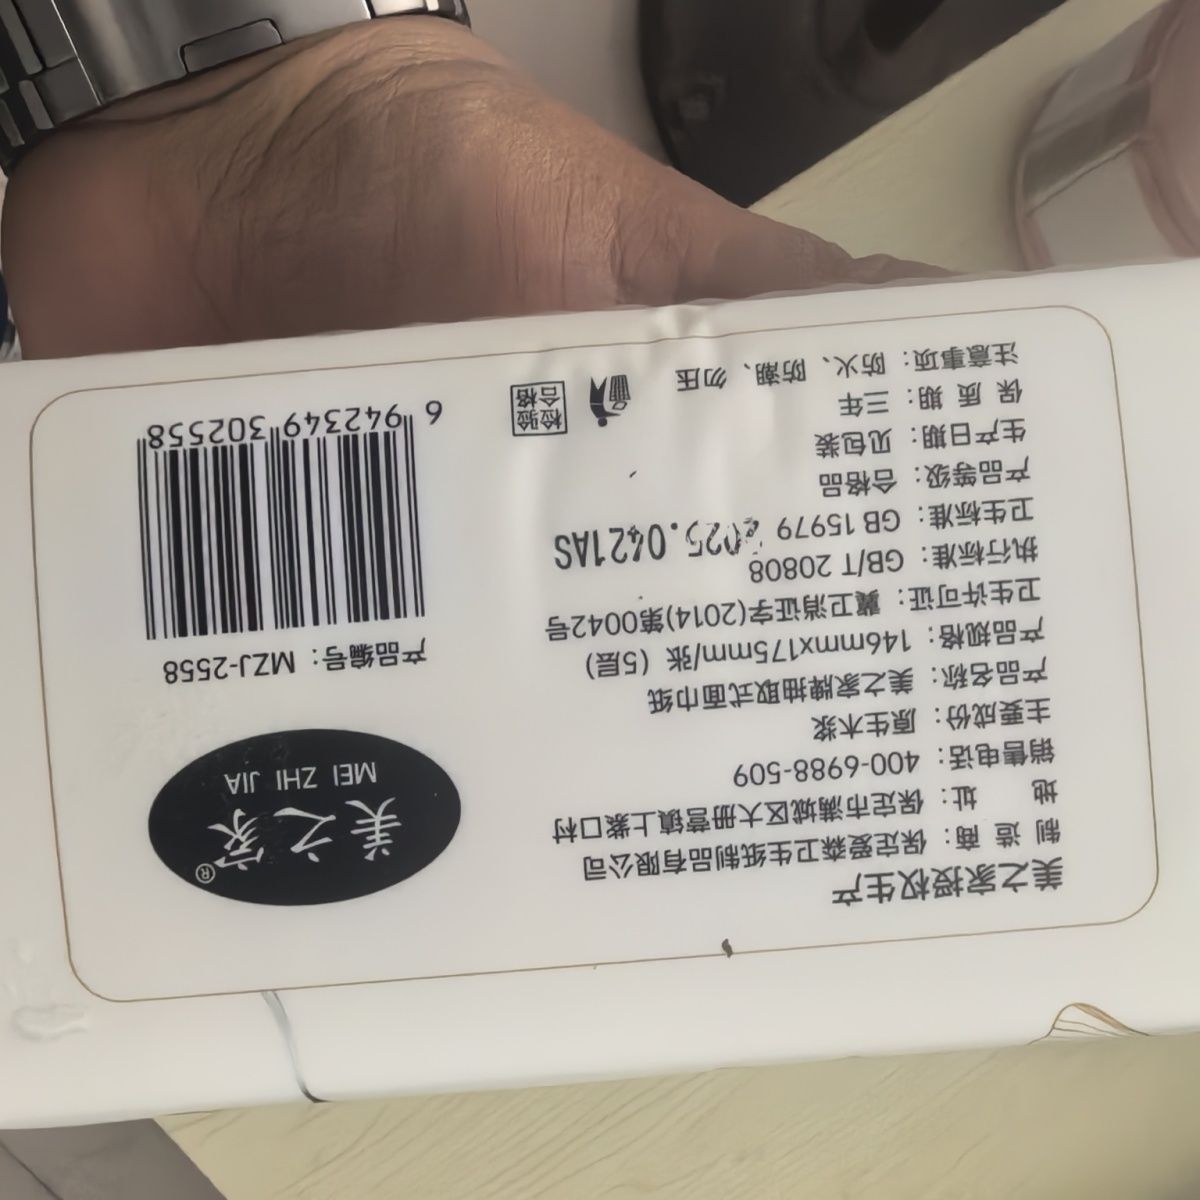 美之家授权生产
制 造 商：保定爱森卫生纸制品有限公司
地 址：保定市满城区大册营镇上紫口村
销售电话：400-6988-509
主要成份：原生木浆
产品名称：美之家牌抽取式面巾纸
产品规格：146mmx175mm/张（5层）
卫生许可证：冀卫消证字(2014)第0042号
执行标准：GB/T 20808
卫生标准：GB 15979
2025.0421AS
产品等级：合格品
生产日期：见包装
保 质 期：三年
注意事项：防火、防潮、勿压
检验
合格
美之家®
MEI ZHI JIA
产品编号：MZJ-2558
6 942349 302558